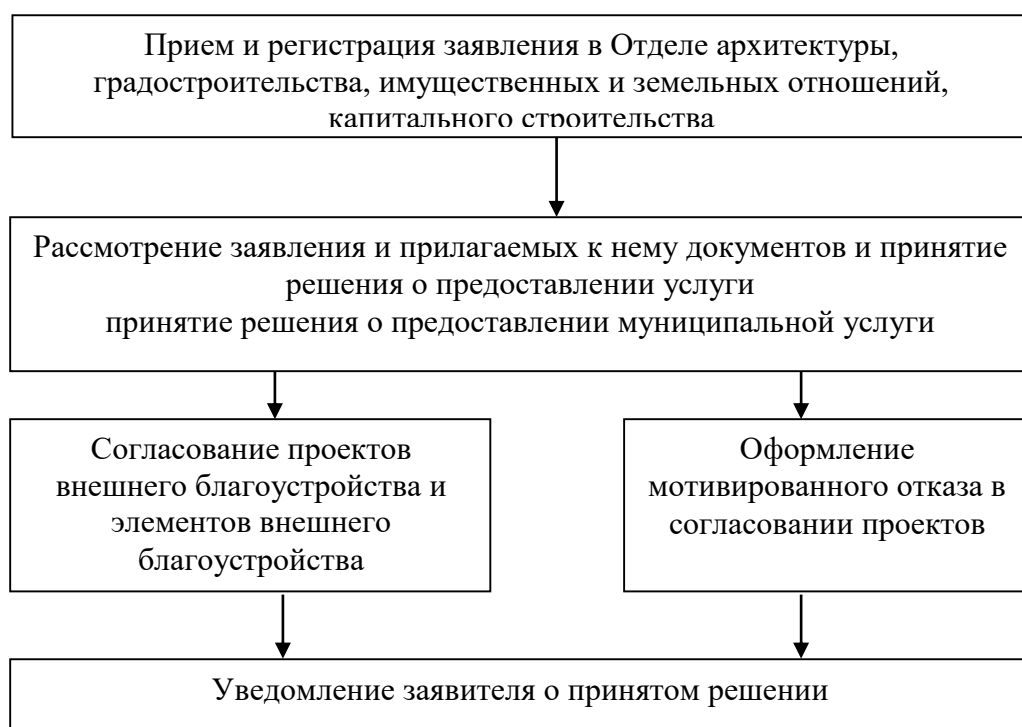 Прием и регистрация заявления в Отделе архитектуры,
градостроительства, имущественных и земельных отношений,
капитального строительства
Рассмотрение заявления и прилагаемых к нему документов и принятие
решения о предоставлении услуги
принятие решения о предоставлении муниципальной услуги
Согласование проектов
внешнего благоустройства и
элементов внешнего
благоустройства
Оформление
мотивированного отказа в
согласовании проектов
Уведомление заявителя о принятом решении